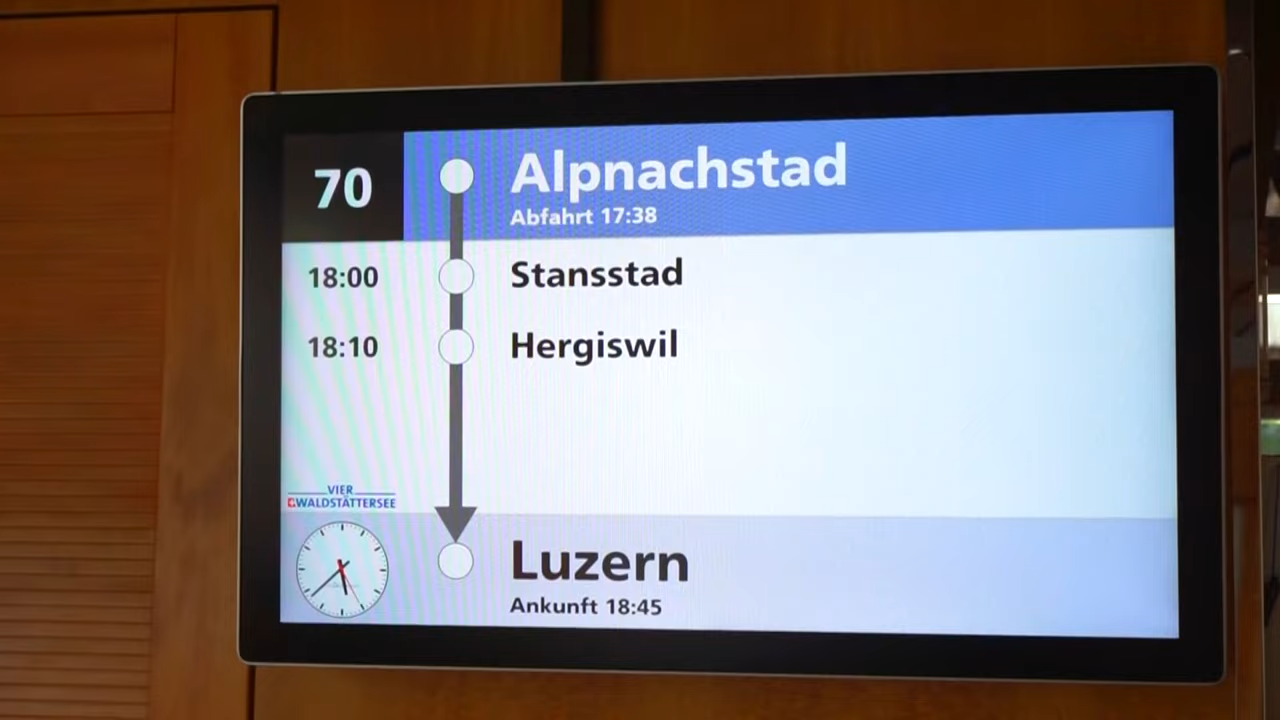 70
Alpnachstad
Abfahrt 17:38
18:00 Stansstad
18:10 Hergiswil
VIER
WALDSTÄTTERSEE
Luzern
Ankunft 18:45